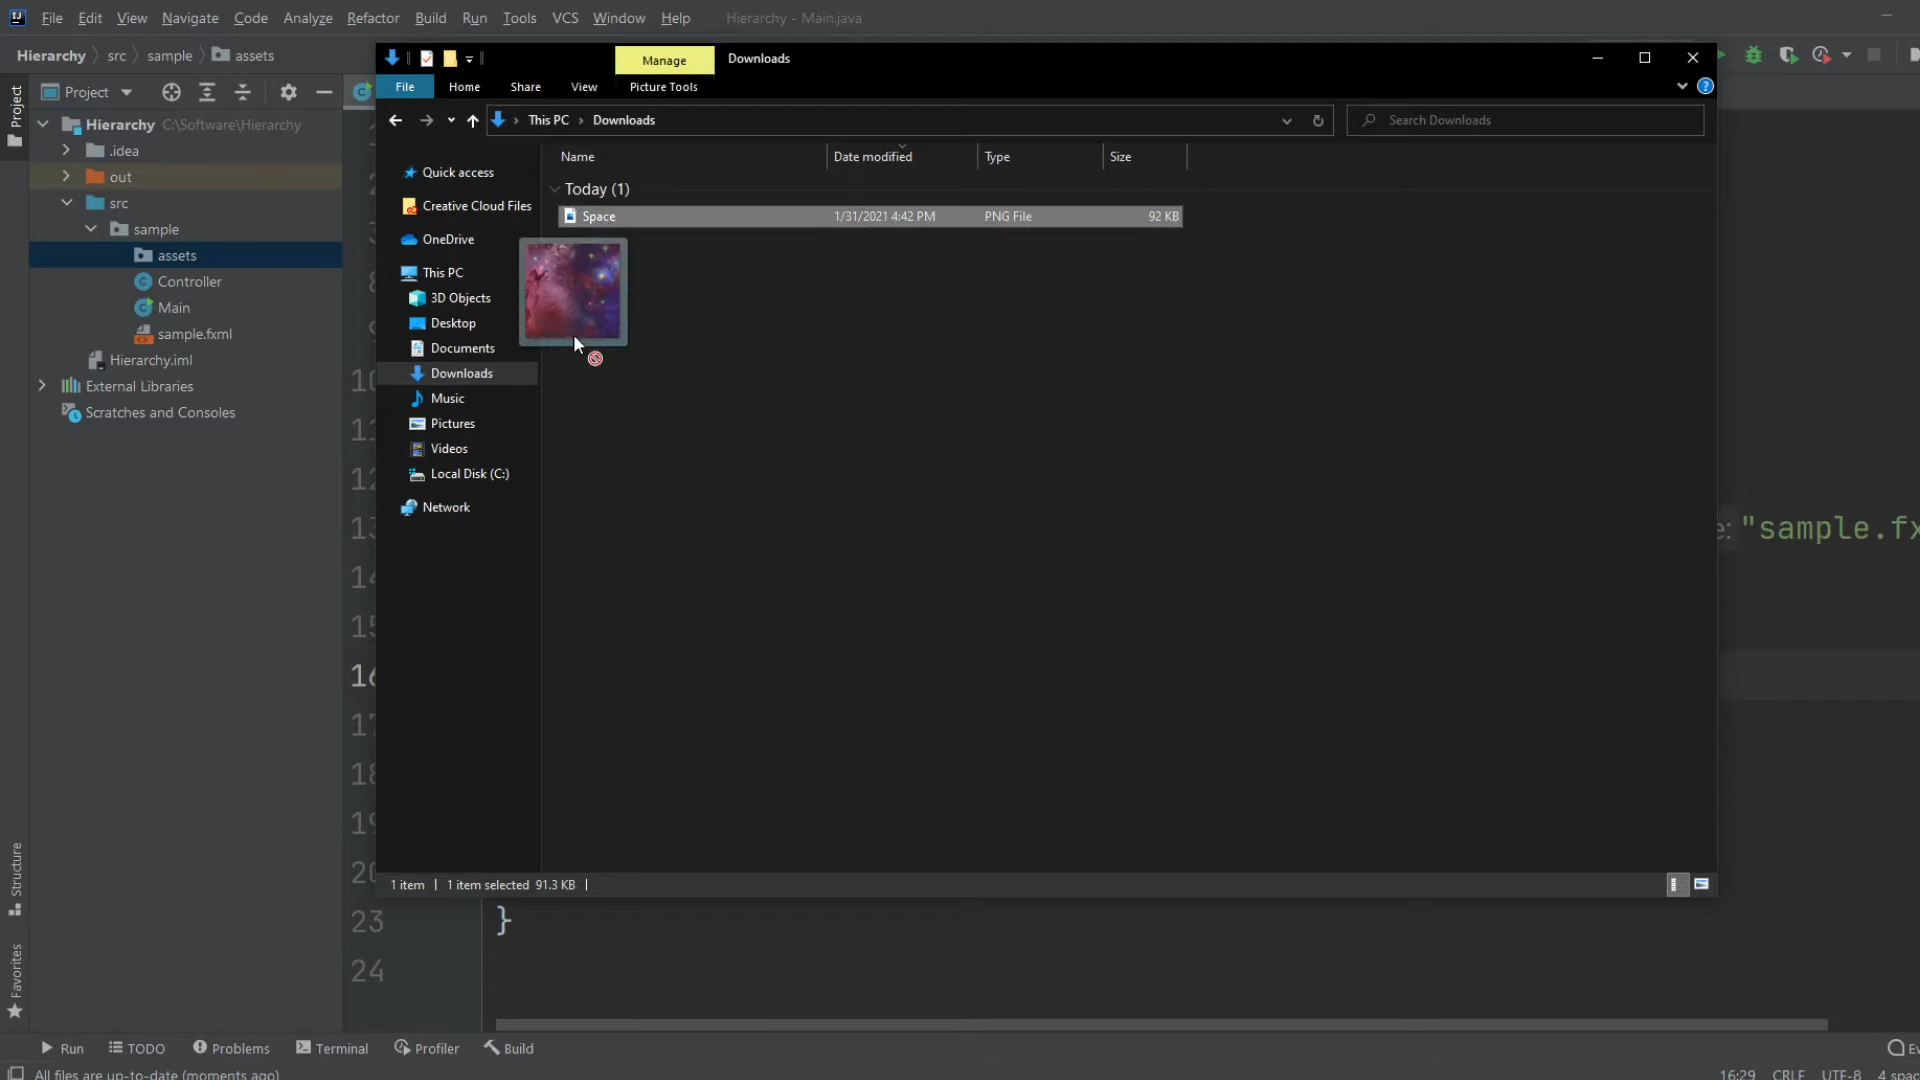 File Edit View Navigate Code Analyze Refactor Build Run Tools VCS Window Help Hierarchy - Main.java
Hierarchy src sample assets
Project
Project
Hierarchy C:\Software\Hierarchy
.idea
out
src
sample
assets
Controller
Main
sample.fxml
Hierarchy.iml
External Libraries
Scratches and Consoles
Structure
Favorites
Manage Downloads
File Home Share View Picture Tools
This PC Downloads
Search Downloads
Quick access
Creative Cloud Files
OneDrive
This PC
3D Objects
Desktop
Documents
Downloads
Music
Pictures
Videos
Local Disk (C:)
Network
Name Date modified Type Size
Today (1)
Space 1/31/2021 4:42 PM PNG File 92 KB
1 item 1 item selected 91.3 KB
"sample.fx
23 }
24
Run TODO Problems Terminal Profiler Build
All files are up-to-date (moments ago)
16:29 CRLF UTF-8 4 spac